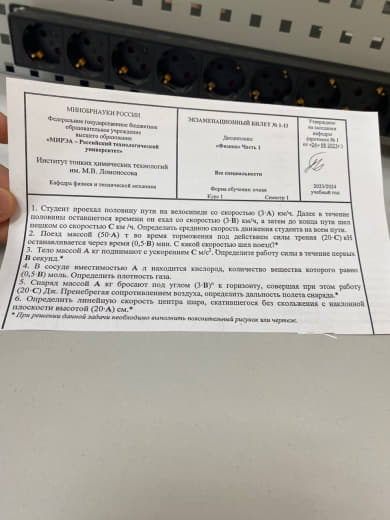 МИНОБРНАУКИ РОССИИ
Федеральное государственное бюджетное
образовательное учреждение
высшего образования
«МИРЭА – Российский технологический
университет»
Институт тонких химических технологий
им. М.В. Ломоносова
Кафедра физики и технической механики
ЭКЗАМЕНАЦИОННЫЙ БИЛЕТ № 1-13
Дисциплина:
«Физика» Часть 1
Все специальности
Форма обучения: очная
Курс 1 Семестр 1
Утверждено
на заседании
кафедры
(протокол № 1
2023/2024
учебный год
1. Студент проехал половину пути на велосипеде со скоростью (3·А) км/ч. Далее в течение
половины оставшегося времени он ехал со скоростью (3·В) км/ч, а затем до конца пути шел
пешком со скоростью С км /ч. Определить среднюю скорость движения студента на всем пути.
2. Поезд массой (50·А) т во время торможения под действием силы трения (20·С) кН
останавливается через время (0,5·В) мин. С какой скоростью шел поезд?*
3. Тело массой А кг поднимают с ускорением С м/с². Определите работу силы в течение первых
В секунд.*
4. В сосуде вместимостью А л находится кислород, количество вещества которого равно
(0,5·В) моль. Определить плотность газа.
5. Снаряд массой А кг бросают под углом (3·В)⁰ к горизонту, совершая при этом работу
(20·С) Дж. Пренебрегая сопротивлением воздуха, определить дальность полета снаряда.*
6. Определить линейную скорость центра шара, скатившегося без скольжения с наклонной
плоскости высотой (20·А) см.*
* При решении данной задачи необходимо выполнить пояснительный рисунок или чертеж.